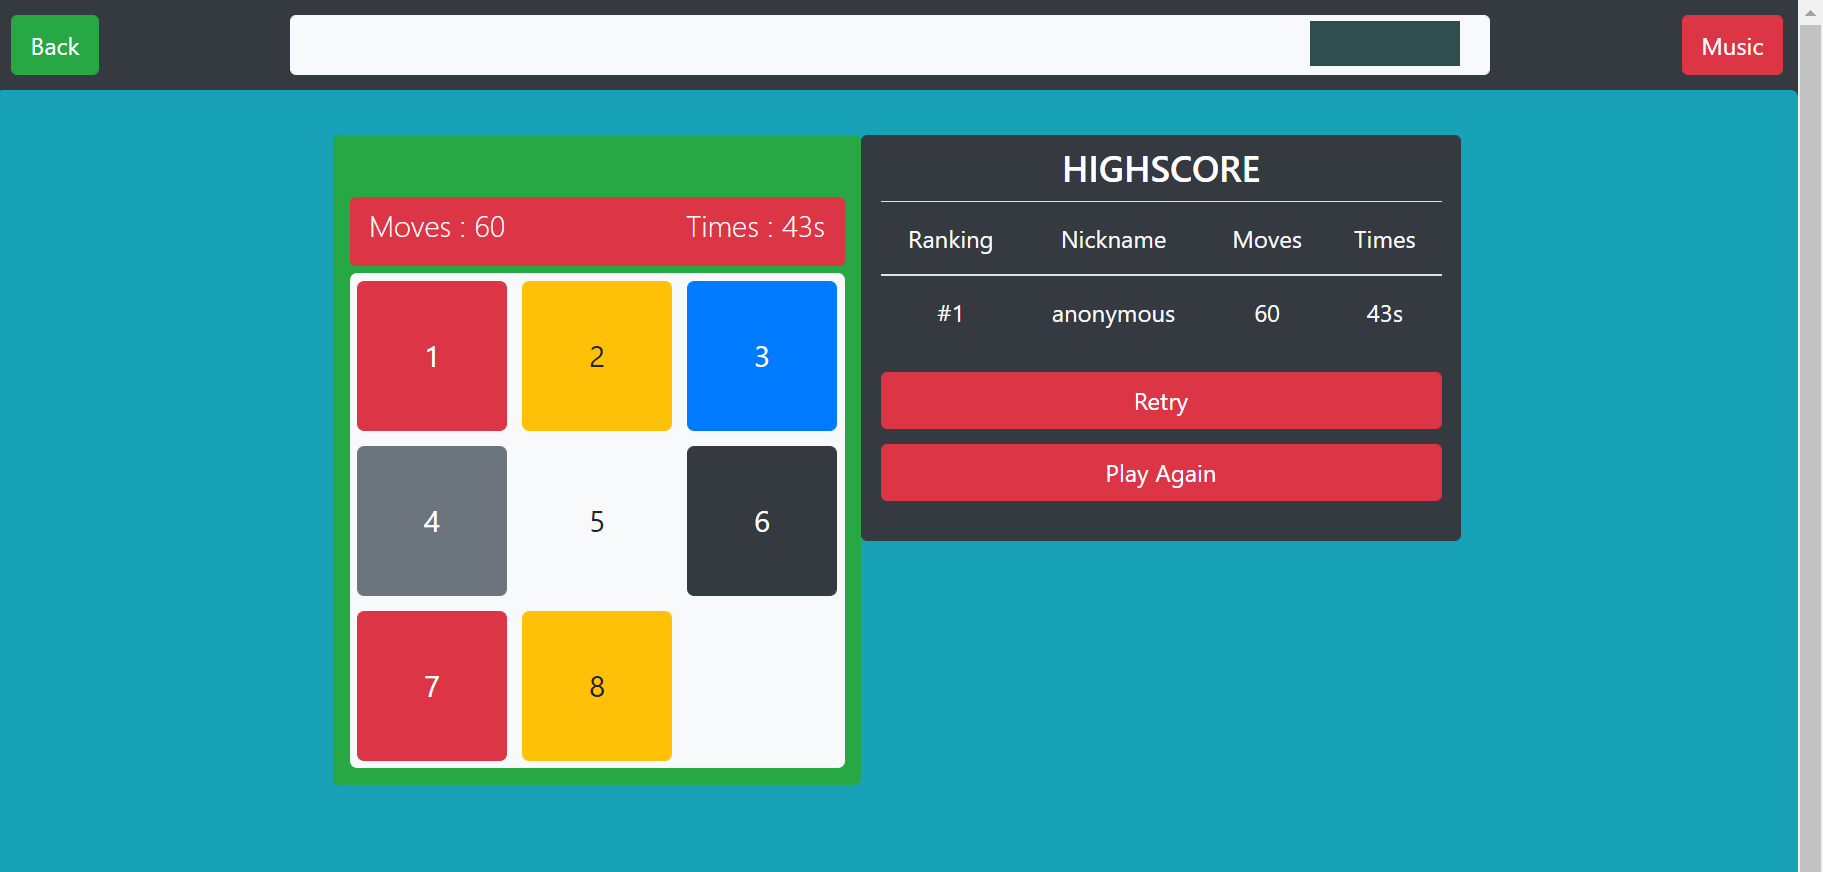 Back
Music
Moves : 60 Times : 43s
1 2 3
4 5 6
7 8
HIGHSCORE
Ranking Nickname Moves Times
#1 anonymous 60 43s
Retry
Play Again